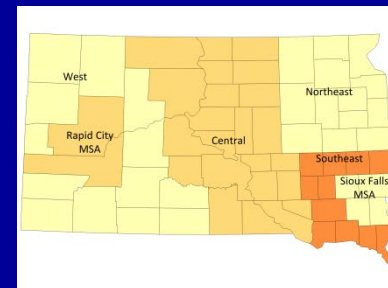 West
Northeast
Rapid City
MSA
Central
Southeast
Sioux Falls
MSA